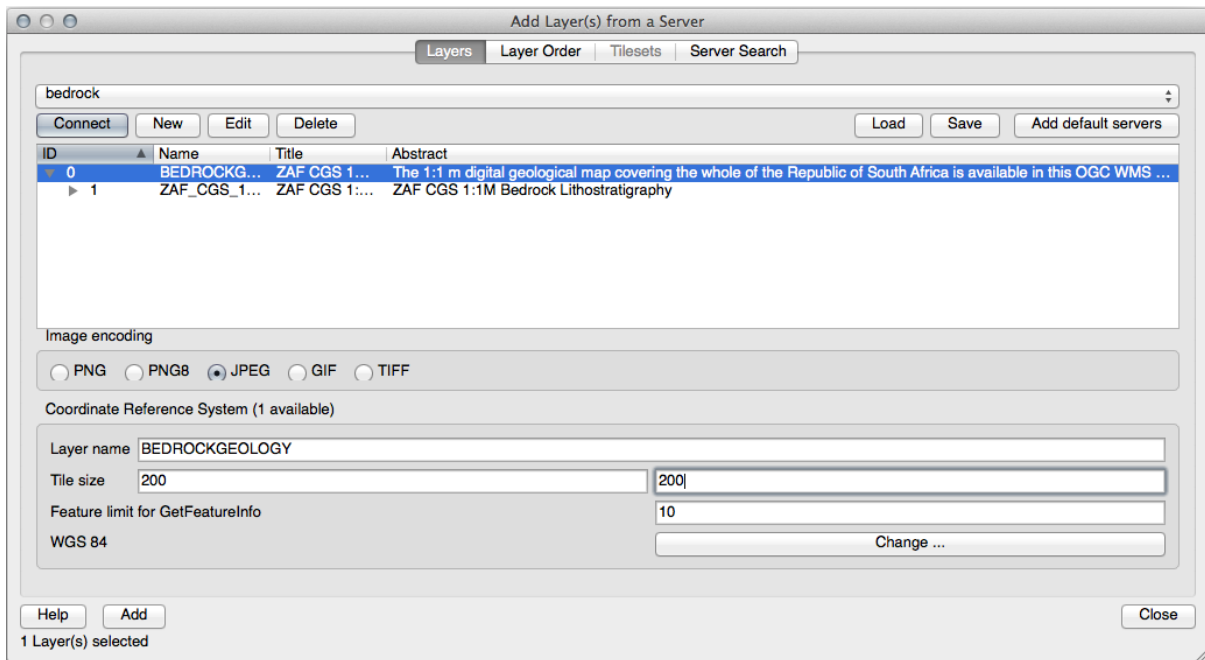 Add Layer(s) from a Server
Layers Layer Order Tilesets Server Search
bedrock
Connect New Edit Delete Load Save Add default servers
ID Name Title Abstract
0 BEDROCKG... ZAF CGS 1... The 1:1 m digital geological map covering the whole of the Republic of South Africa is available in this OGC WMS ...
1 ZAF_CGS_1... ZAF CGS 1:... ZAF CGS 1:1M Bedrock Lithostratigraphy
Image encoding
PNG PNG8 JPEG GIF TIFF
Coordinate Reference System (1 available)
Layer name BEDROCKGEOLOGY
Tile size 200 200
Feature limit for GetFeatureInfo 10
WGS 84 Change ...
Help Add Close
1 Layer(s) selected